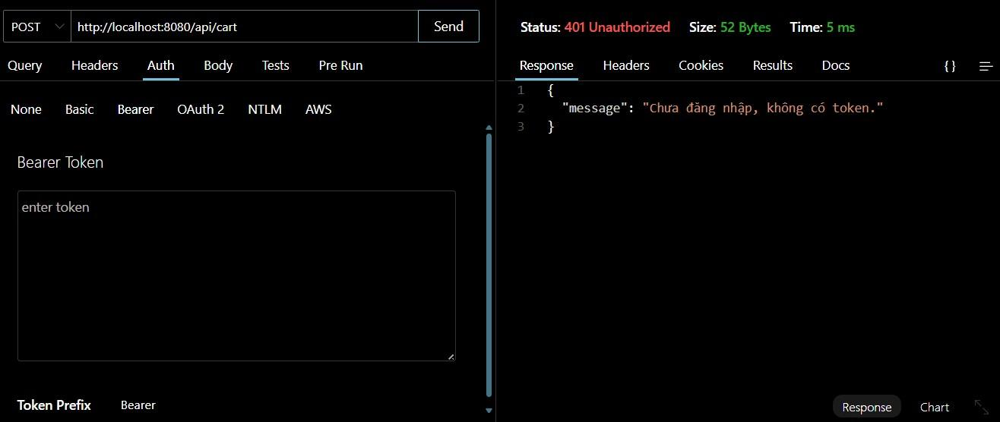 POST http://localhost:8080/api/cart Send
Query Headers Auth Body Tests Pre Run
None Basic Bearer OAuth 2 NTLM AWS
Bearer Token
enter token
Token Prefix Bearer
Status: 401 Unauthorized Size: 52 Bytes Time: 5 ms
Response Headers Cookies Results Docs {}
1 {
2 "message": "Chưa đăng nhập, không có token."
3 }
Response Chart